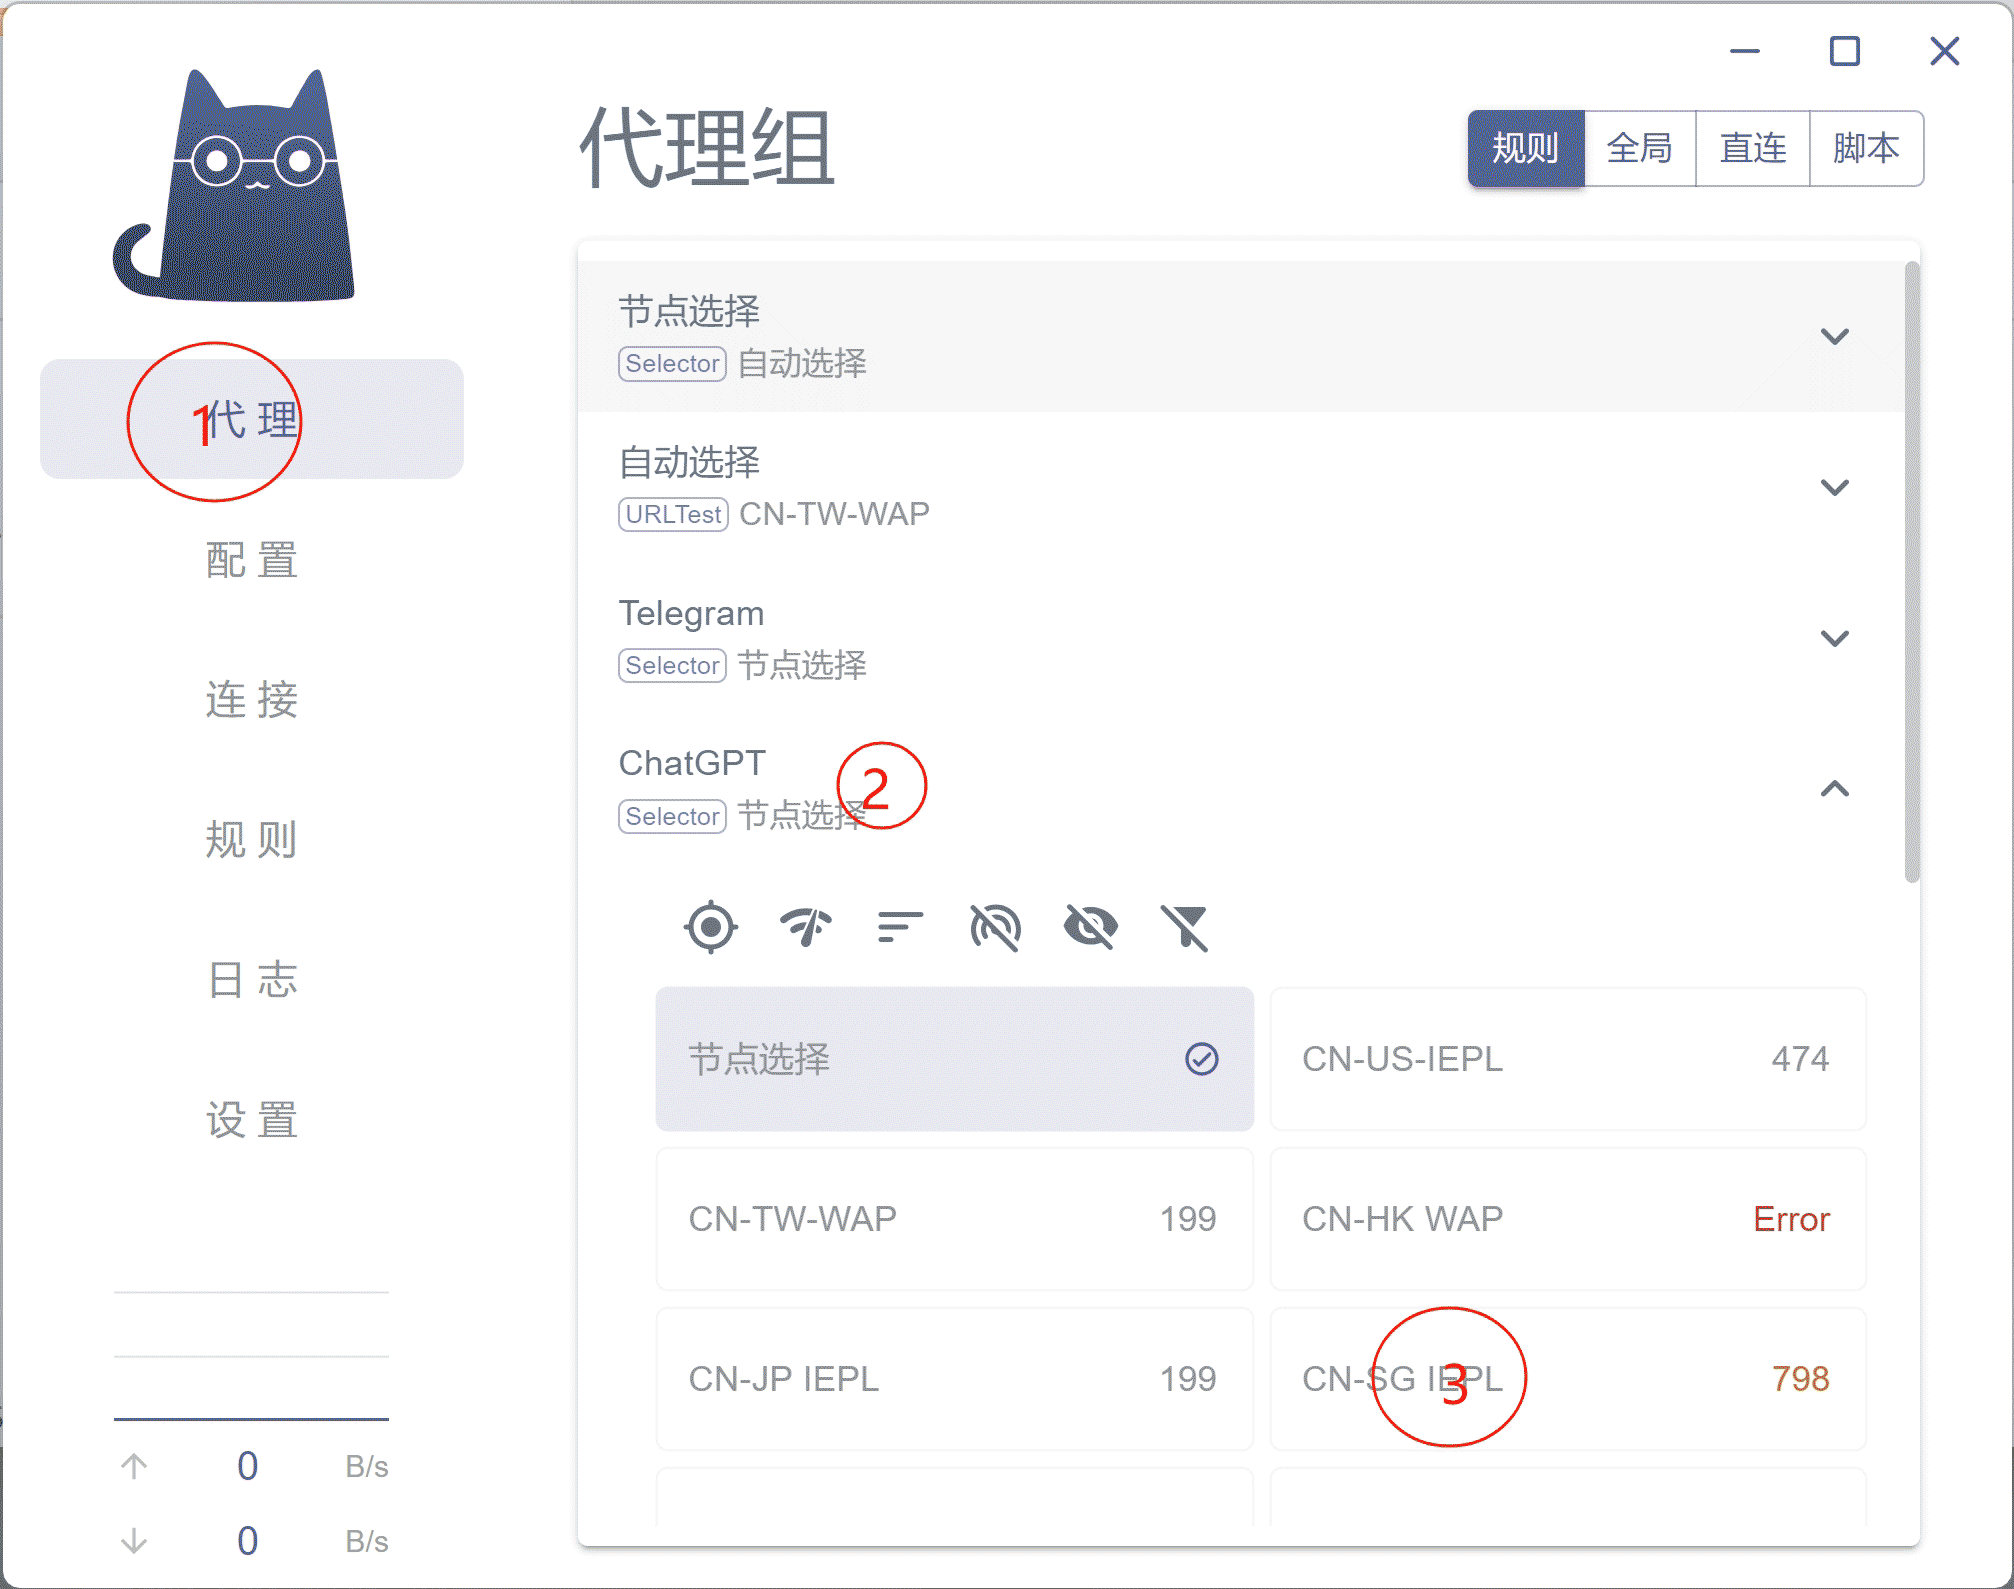 代理组
规则 全局 直连 脚本
1
代理
配置
连接
规则
日志
设置
0 B/s
0 B/s
节点选择
Selector 自动选择
自动选择
URLTest CN-TW-WAP
Telegram
Selector 节点选择
ChatGPT
2
Selector 节点选择
节点选择
CN-US-IEPL 474
CN-TW-WAP 199
CN-HK WAP Error
CN-JP IEPL 199
CN-SG IEPL 798
3